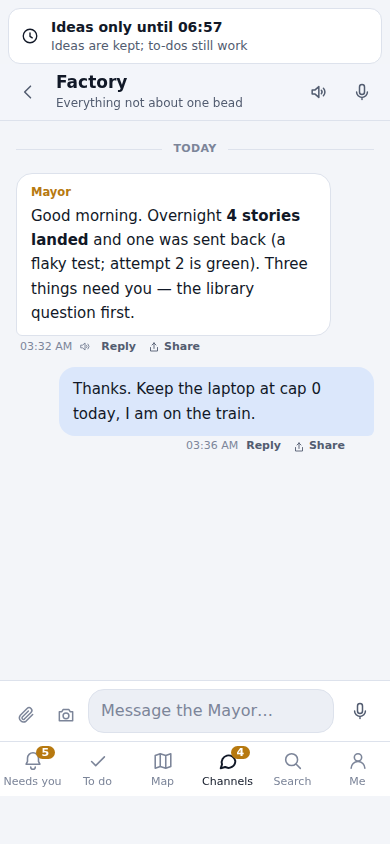 Ideas only until 06:57
Ideas are kept; to-dos still work
Factory
Everything not about one bead
TODAY
Mayor
Good morning. Overnight 4 stories
landed and one was sent back (a
flaky test; attempt 2 is green). Three
things need you — the library
question first.
03:32 AM Reply Share
Thanks. Keep the laptop at cap 0
today, I am on the train.
03:36 AM Reply Share
Message the Mayor…
5
4
Needs you To do Map Channels Search Me